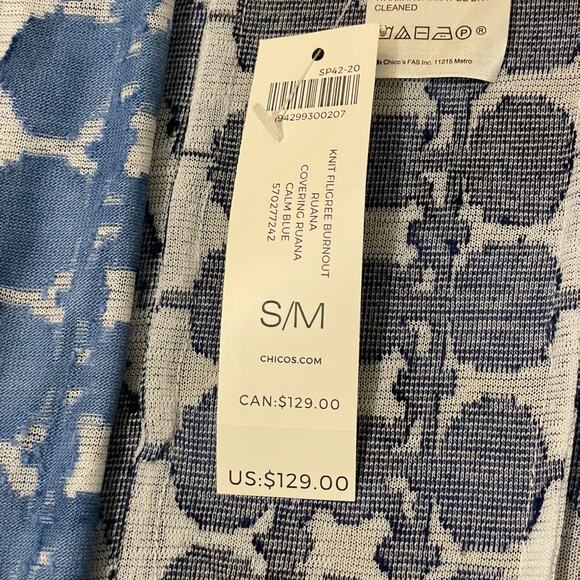 CLEANED
Chico's FAS Inc. 11215 Metro
SP42-20
94299300207
KNIT FILIGREE BURNOUT
RUANA
COVERING RUANA
CALM BLUE
570277242
S/M
CHICOS.COM
CAN:$129.00
US:$129.00